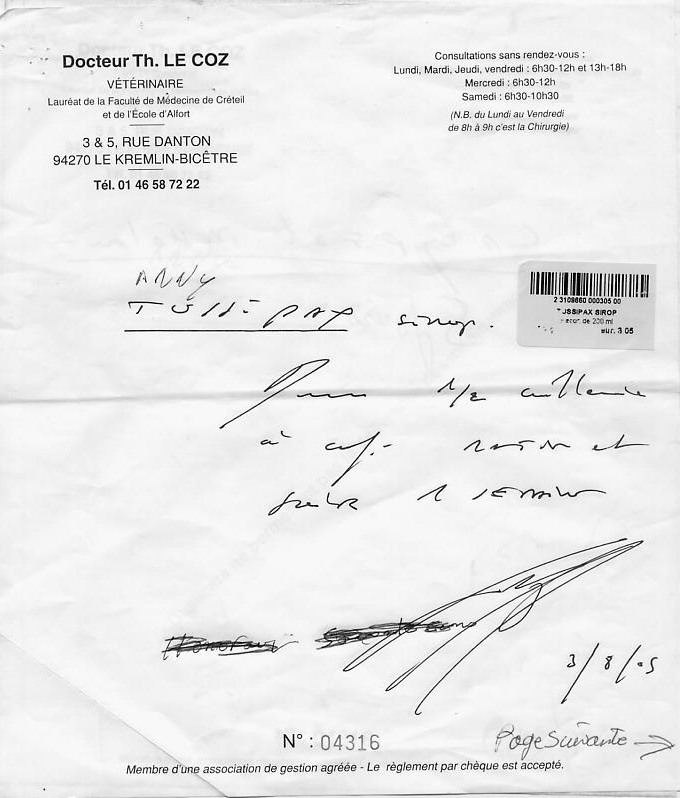 Docteur Th. LE COZ
VÉTÉRINAIRE
Lauréat de la Faculté de Médecine de Créteil
et de l'École d'Alfort
3 & 5, RUE DANTON
94270 LE KREMLIN-BICÊTRE
Tél. 01 46 58 72 22
Consultations sans rendez-vous :
Lundi, Mardi, Jeudi, vendredi : 6h30-12h et 13h-18h
Mercredi : 6h30-12h
Samedi : 6h30-10h30
(N.B. du Lundi au Vendredi
de 8h à 9h c'est la Chirurgie)
ANNY
TUSSIPAX sirop.
2 3109660 000305 00
TUSSIPAX SIROP
de 200 ml
eur. 3 05
1/2
à café matin et
1 semaine
3/8/05
N° : 04316
Page Suivante →
Membre d'une association de gestion agréée - Le règlement par chèque est accepté.